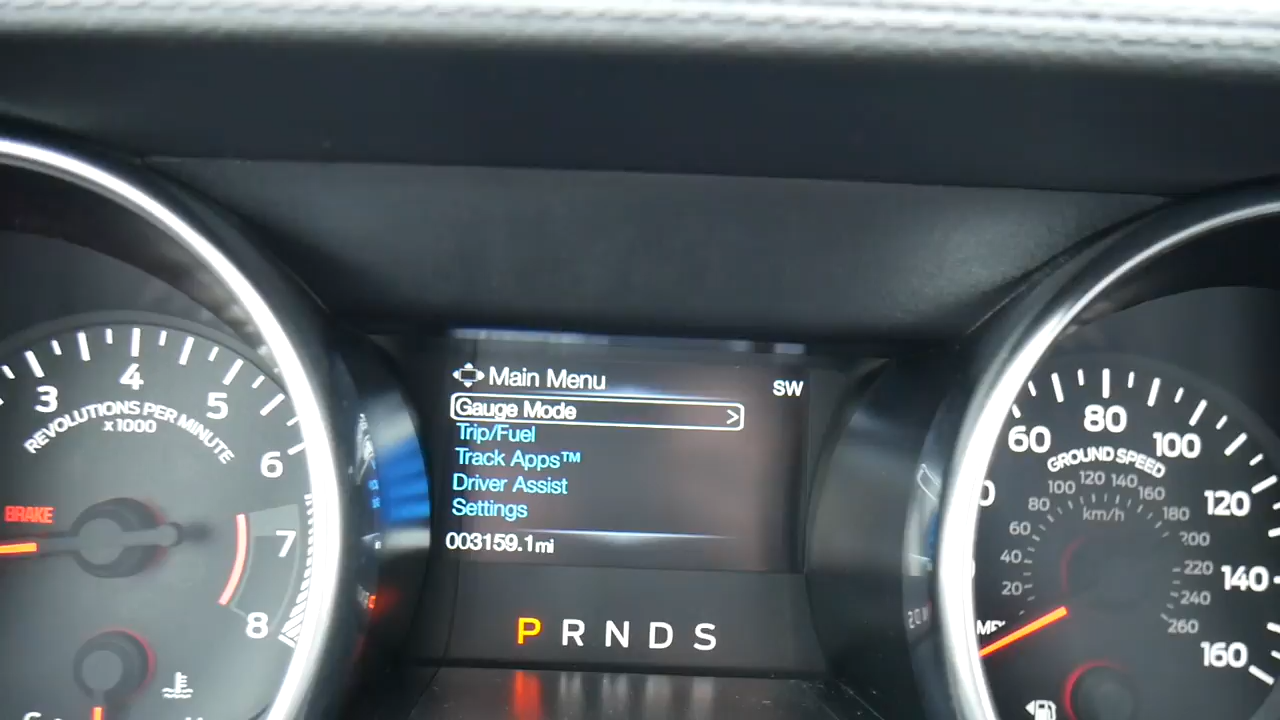 Main Menu
SW
Gauge Mode >
Trip/Fuel
Track Apps™
Driver Assist
Settings
003159.1 mi
P R N D S
3 4 5 6 7 8
REVOLUTIONS PER MINUTE
x1000
BRAKE
60 80 100 120 140 160
GROUND SPEED
20 40 60 80 100 120 140 160 180 200 220 240 260
km/h